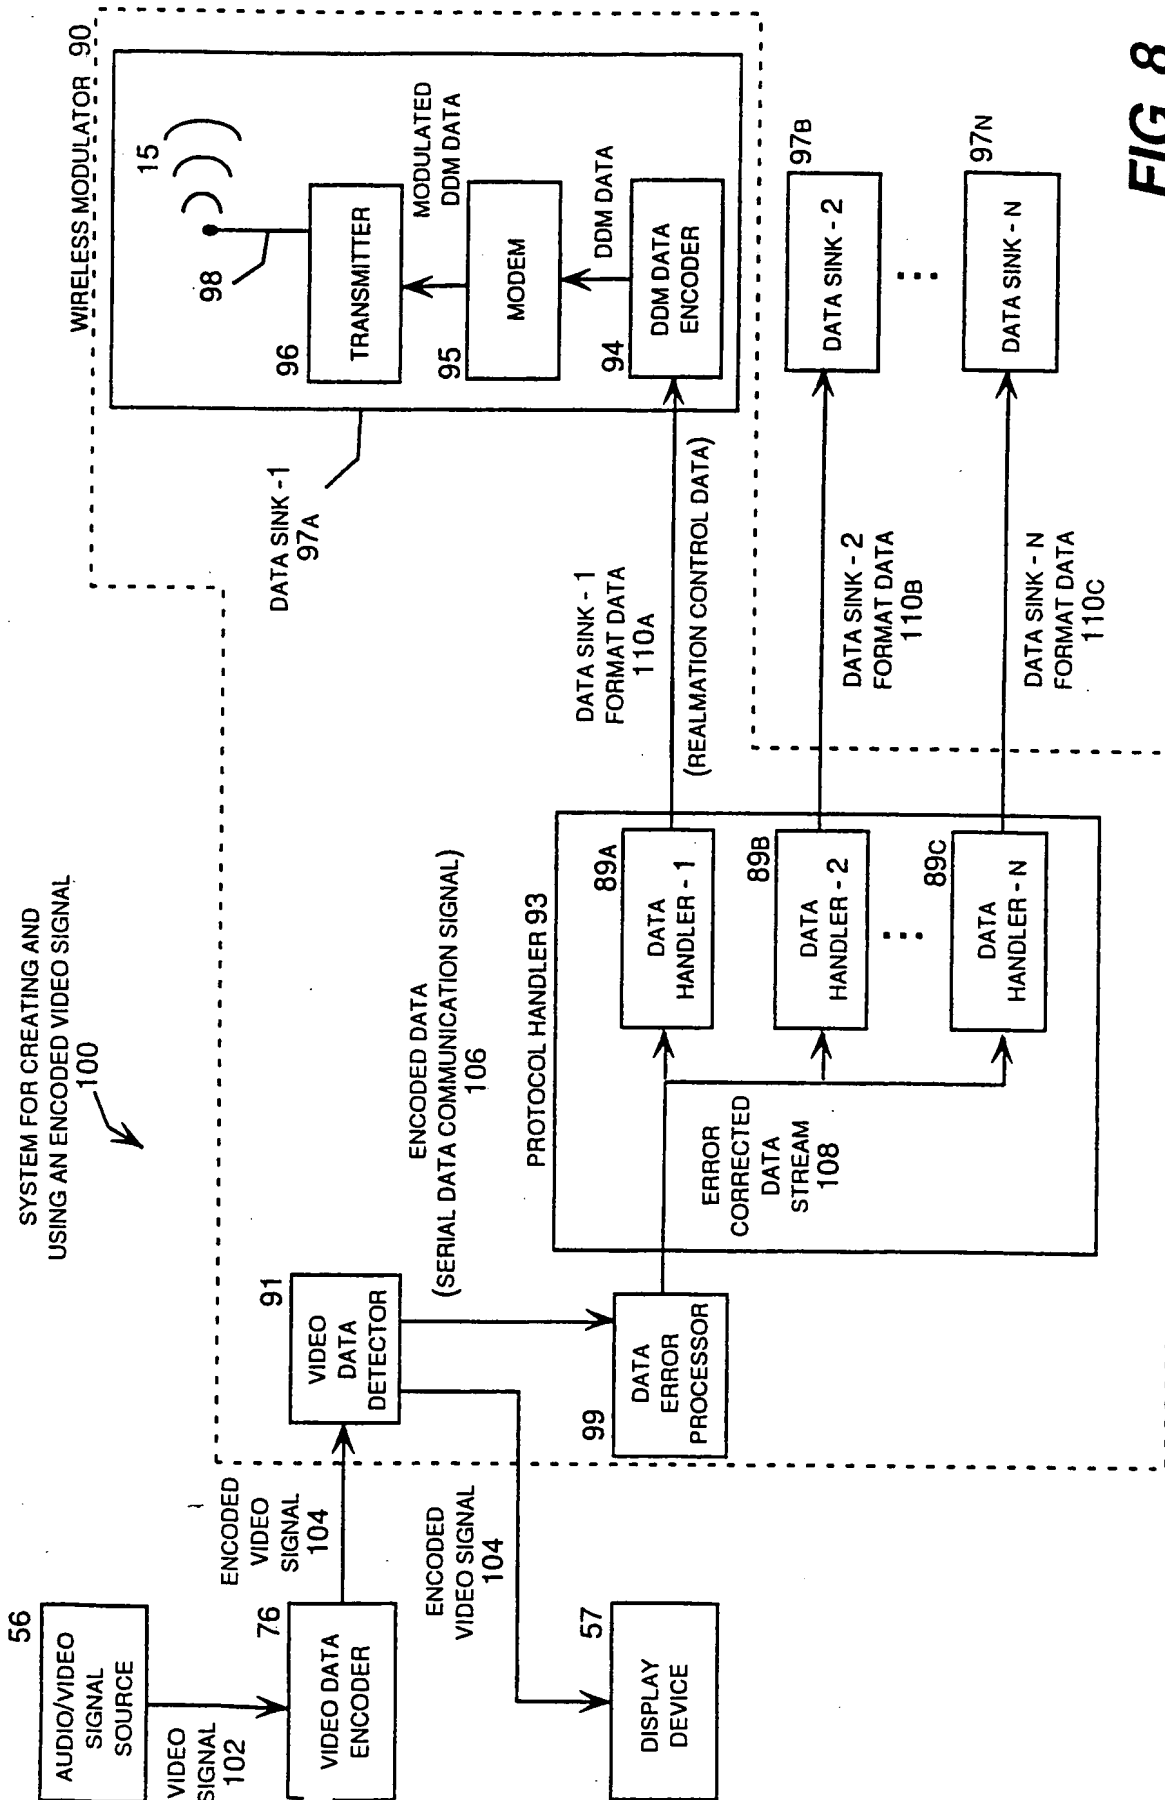 SYSTEM FOR CREATING AND
USING AN ENCODED VIDEO SIGNAL
100
56
AUDIO/VIDEO
SIGNAL
SOURCE
VIDEO
SIGNAL
102
76
VIDEO DATA
ENCODER
ENCODED
VIDEO
SIGNAL
104
ENCODED
VIDEO SIGNAL
104
57
DISPLAY
DEVICE
91
VIDEO
DATA
DETECTOR
ENCODED DATA
(SERIAL DATA COMMUNICATION SIGNAL)
106
99
DATA
ERROR
PROCESSOR
PROTOCOL HANDLER 93
ERROR
CORRECTED
DATA
STREAM
108
89A
DATA
HANDLER - 1
89B
DATA
HANDLER - 2
89C
DATA
HANDLER - N
DATA SINK - 1
FORMAT DATA
110A
(REALMATION CONTROL DATA)
DATA SINK - 2
FORMAT DATA
110B
DATA SINK - N
FORMAT DATA
110C
WIRELESS MODULATOR 90
DATA SINK - 1
97A
15
98
96
TRANSMITTER
MODULATED
DDM DATA
95
MODEM
DDM DATA
94
DDM DATA
ENCODER
97B
DATA SINK - 2
97N
DATA SINK - N
FIG. 8